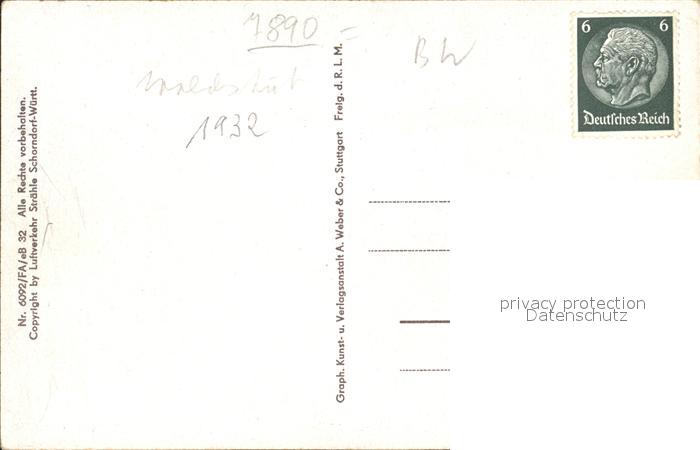 7890 =
BW
Waldshut
1932
6 6
Deutsches Reich
Nr. 6092/FA/eB 32 Alle Rechte vorbehalten.
Copyright by Luftverkehr Strähle Schorndorf-Württ.
Graph. Kunst- u. Verlagsanstalt A. Weber & Co., Stuttgart Freig. d. R. L. M.
privacy protection
Datenschutz